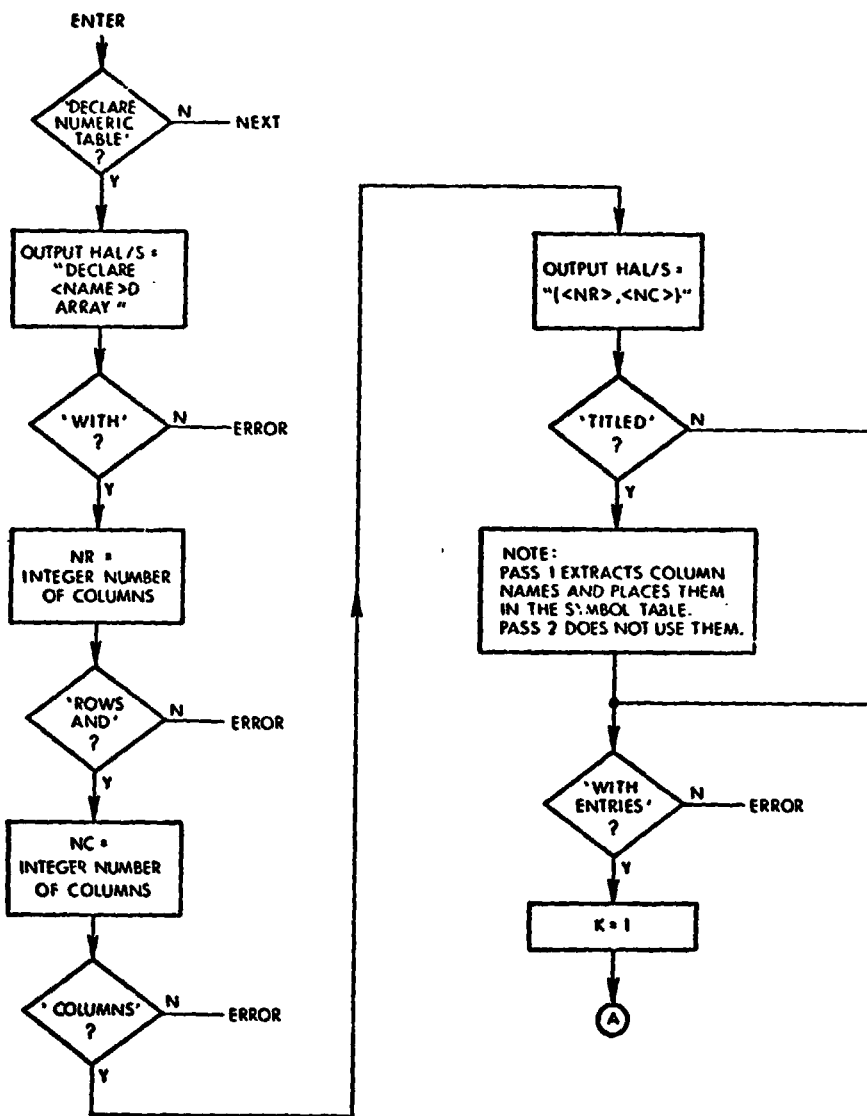 ENTER
'DECLARE
NUMERIC
TABLE'
?
N
NEXT
Y
OUTPUT HAL/S =
"DECLARE
<NAME>D
ARRAY "
'WITH'
?
N
ERROR
Y
NR =
INTEGER NUMBER
OF COLUMNS
'ROWS
AND'
?
N
ERROR
Y
NC =
INTEGER NUMBER
OF COLUMNS
'COLUMNS'
?
N
ERROR
Y
OUTPUT HAL/S =
"(<NR>,<NC>)"
'TITLED'
?
N
Y
NOTE:
PASS 1 EXTRACTS COLUMN
NAMES AND PLACES THEM
IN THE SYMBOL TABLE.
PASS 2 DOES NOT USE THEM.
'WITH
ENTRIES'
?
N
ERROR
Y
K = 1
A